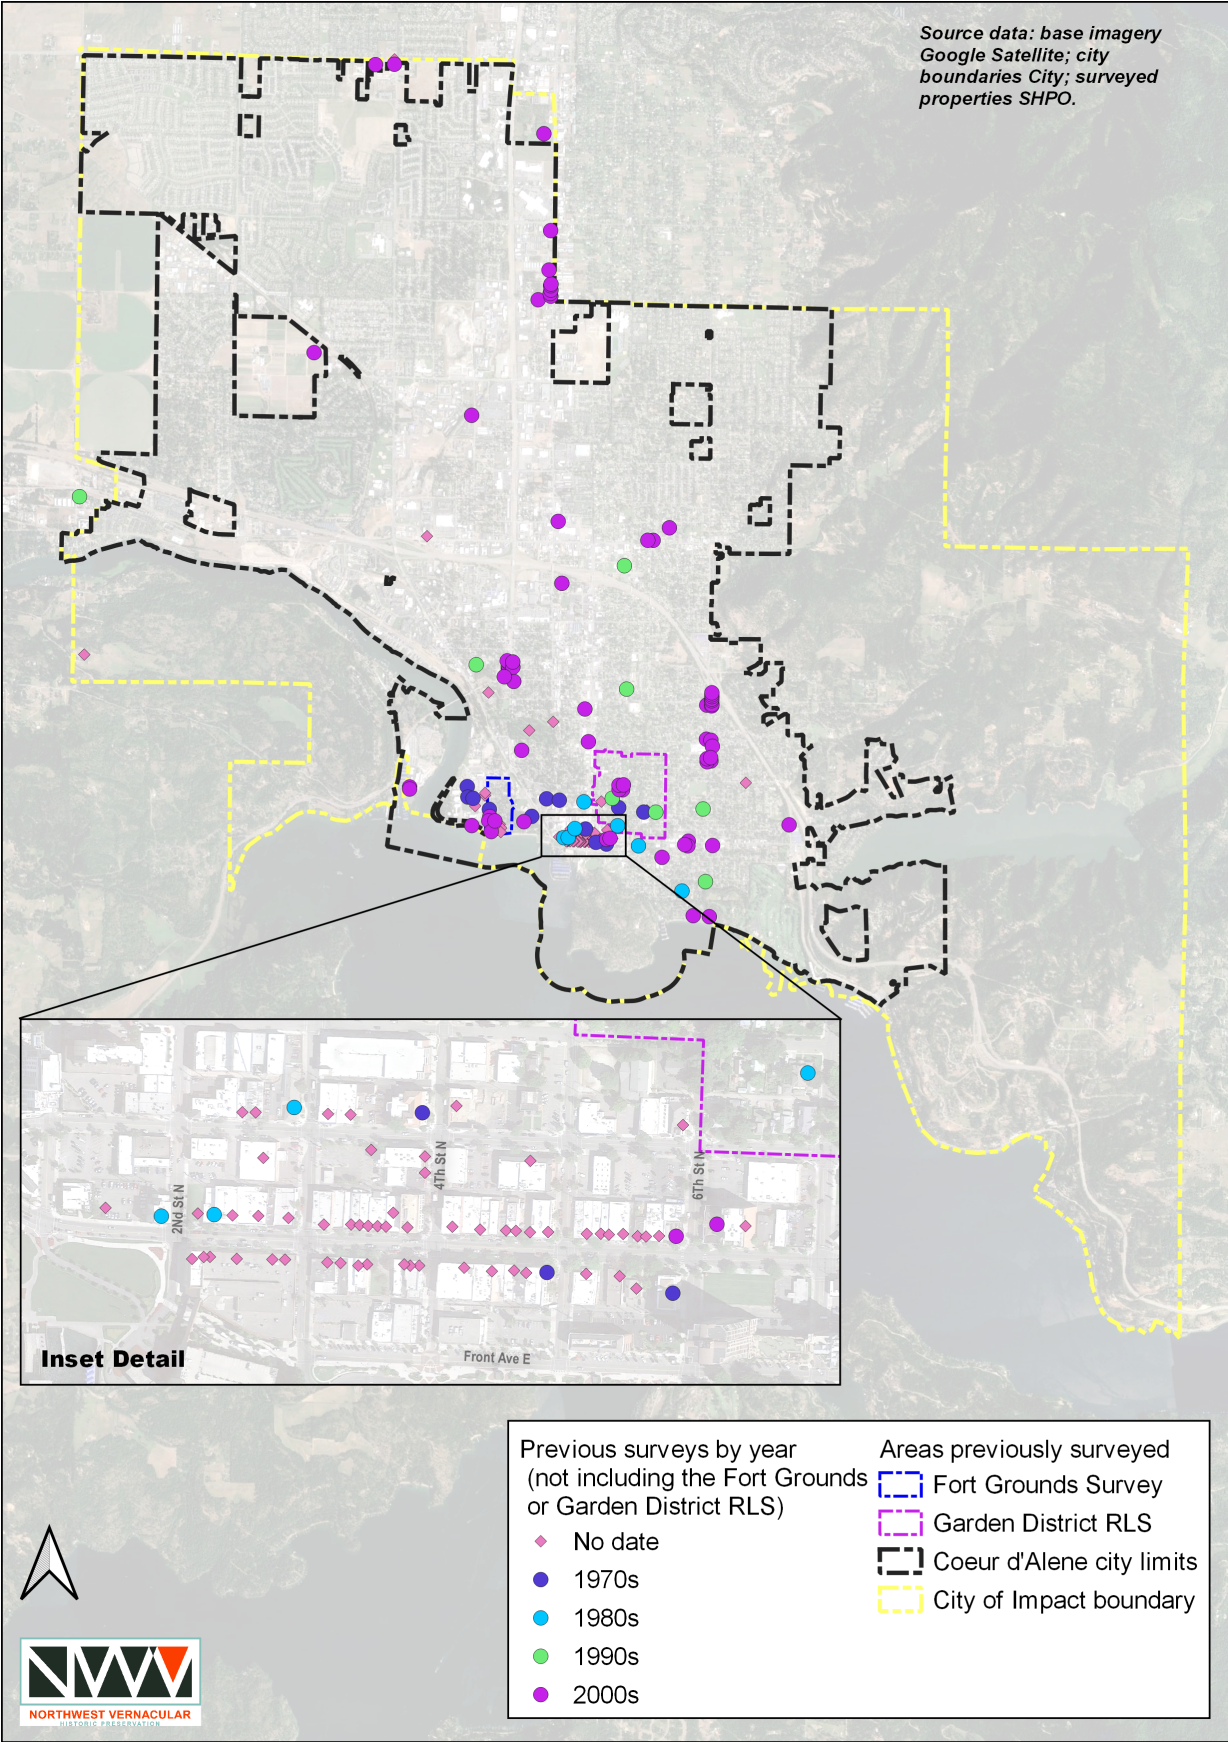 Source data: base imagery
Google Satellite; city
boundaries City; surveyed
properties SHPO.
4Th St N
6Th St N
2Nd St N
Front Ave E
Inset Detail
Previous surveys by year
(not including the Fort Grounds
or Garden District RLS)
No date
1970s
1980s
1990s
2000s
Areas previously surveyed
Fort Grounds Survey
Garden District RLS
Coeur d'Alene city limits
City of Impact boundary
NWV
NORTHWEST VERNACULAR
HISTORIC PRESERVATION